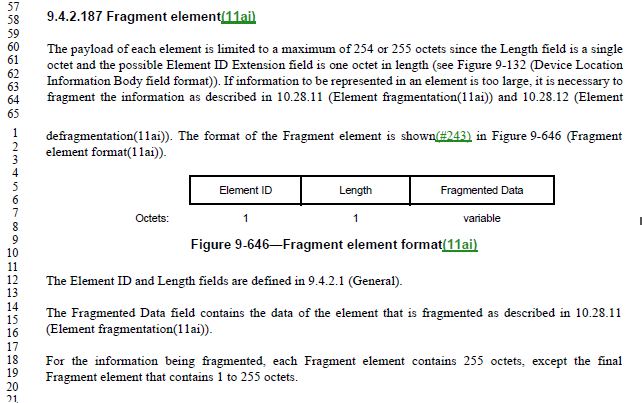 57
58 9.4.2.187 Fragment element(11ai)
59
60 The payload of each element is limited to a maximum of 254 or 255 octets since the Length field is a single
61 octet and the possible Element ID Extension field is one octet in length (see Figure 9-132 (Device Location
62 Information Body field format)). If information to be represented in an element is too large, it is necessary to
63
64 fragment the information as described in 10.28.11 (Element fragmentation(11ai)) and 10.28.12 (Element
65
1 defragmentation(11ai)). The format of the Fragment element is shown(#243) in Figure 9-646 (Fragment
2 element format(11ai)).
3
4
5 Element ID Length Fragmented Data
6
7 Octets: 1 1 variable
8
9 Figure 9-646—Fragment element format(11ai)
10
11
12 The Element ID and Length fields are defined in 9.4.2.1 (General).
13
14 The Fragmented Data field contains the data of the element that is fragmented as described in 10.28.11
15
16 (Element fragmentation(11ai)).
17
18 For the information being fragmented, each Fragment element contains 255 octets, except the final
19 Fragment element that contains 1 to 255 octets.
20
21